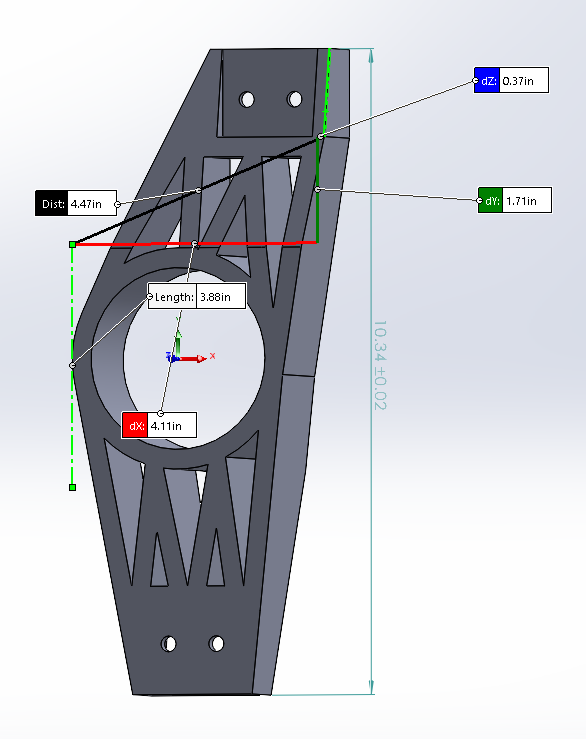 dZ: 0.37in
Dist: 4.47in
dY: 1.71in
Length: 3.88in
Y
Z
X
10.34 ±0.02
dX: 4.11in